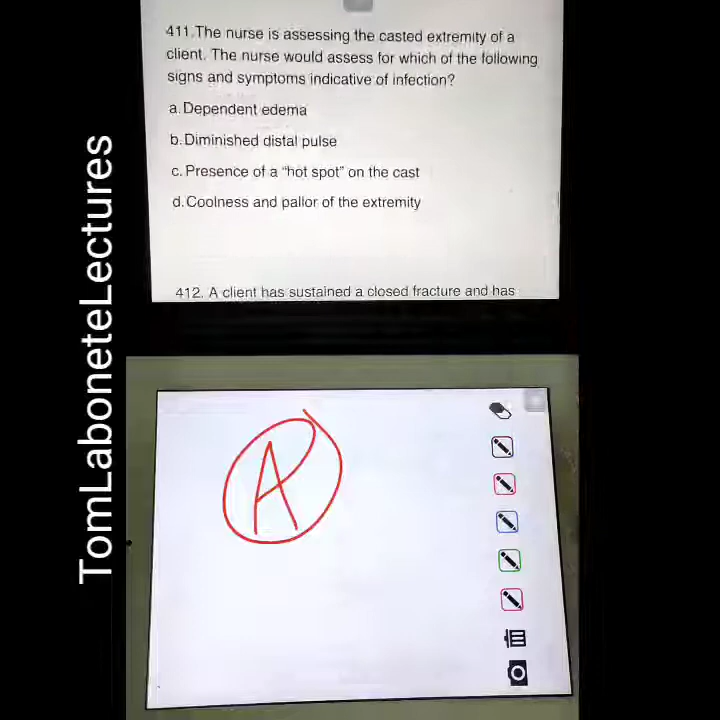 411.The nurse is assessing the casted extremity of a
client. The nurse would assess for which of the following
signs and symptoms indicative of infection?
a. Dependent edema
b. Diminished distal pulse
c. Presence of a “hot spot” on the cast
d. Coolness and pallor of the extremity
412. A client has sustained a closed fracture and has
TomLaboneteLectures
A